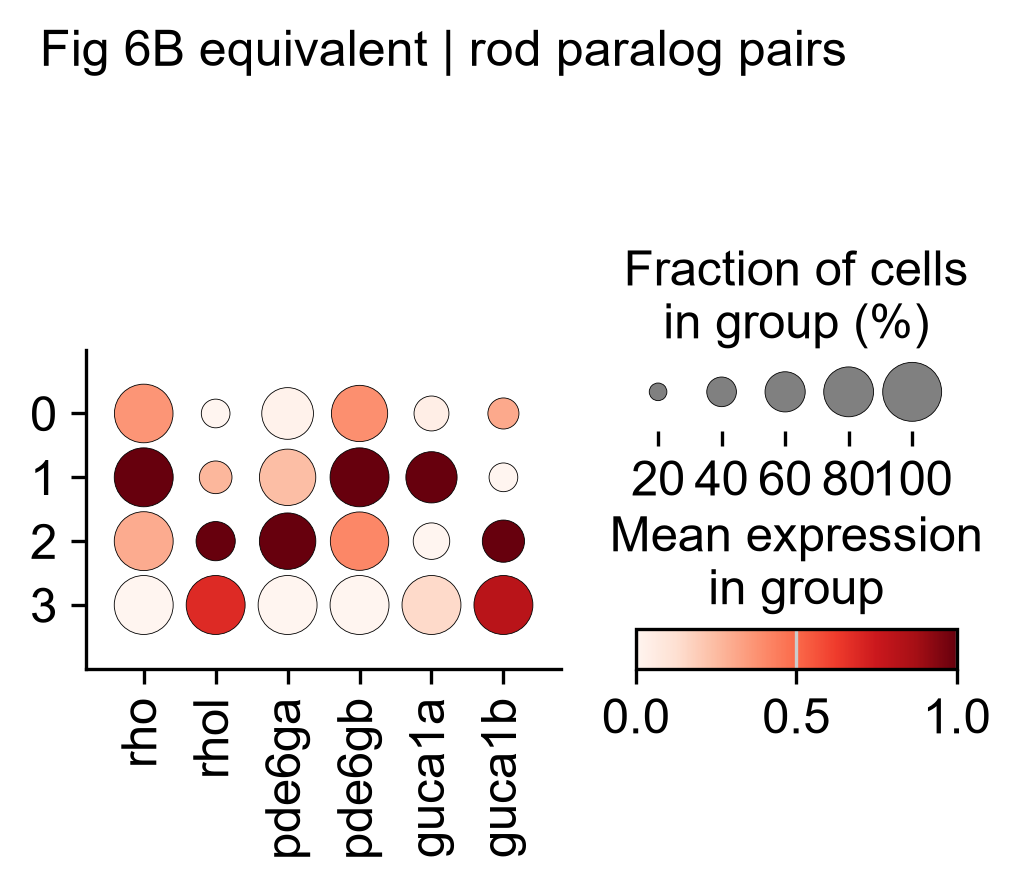 Fig 6B equivalent | rod paralog pairs
Fraction of cells
in group (%)
20 40 60 80 100
Mean expression
in group
0.0 0.5 1.0
0
1
2
3
rho
rhol
pde6ga
pde6gb
guca1a
guca1b